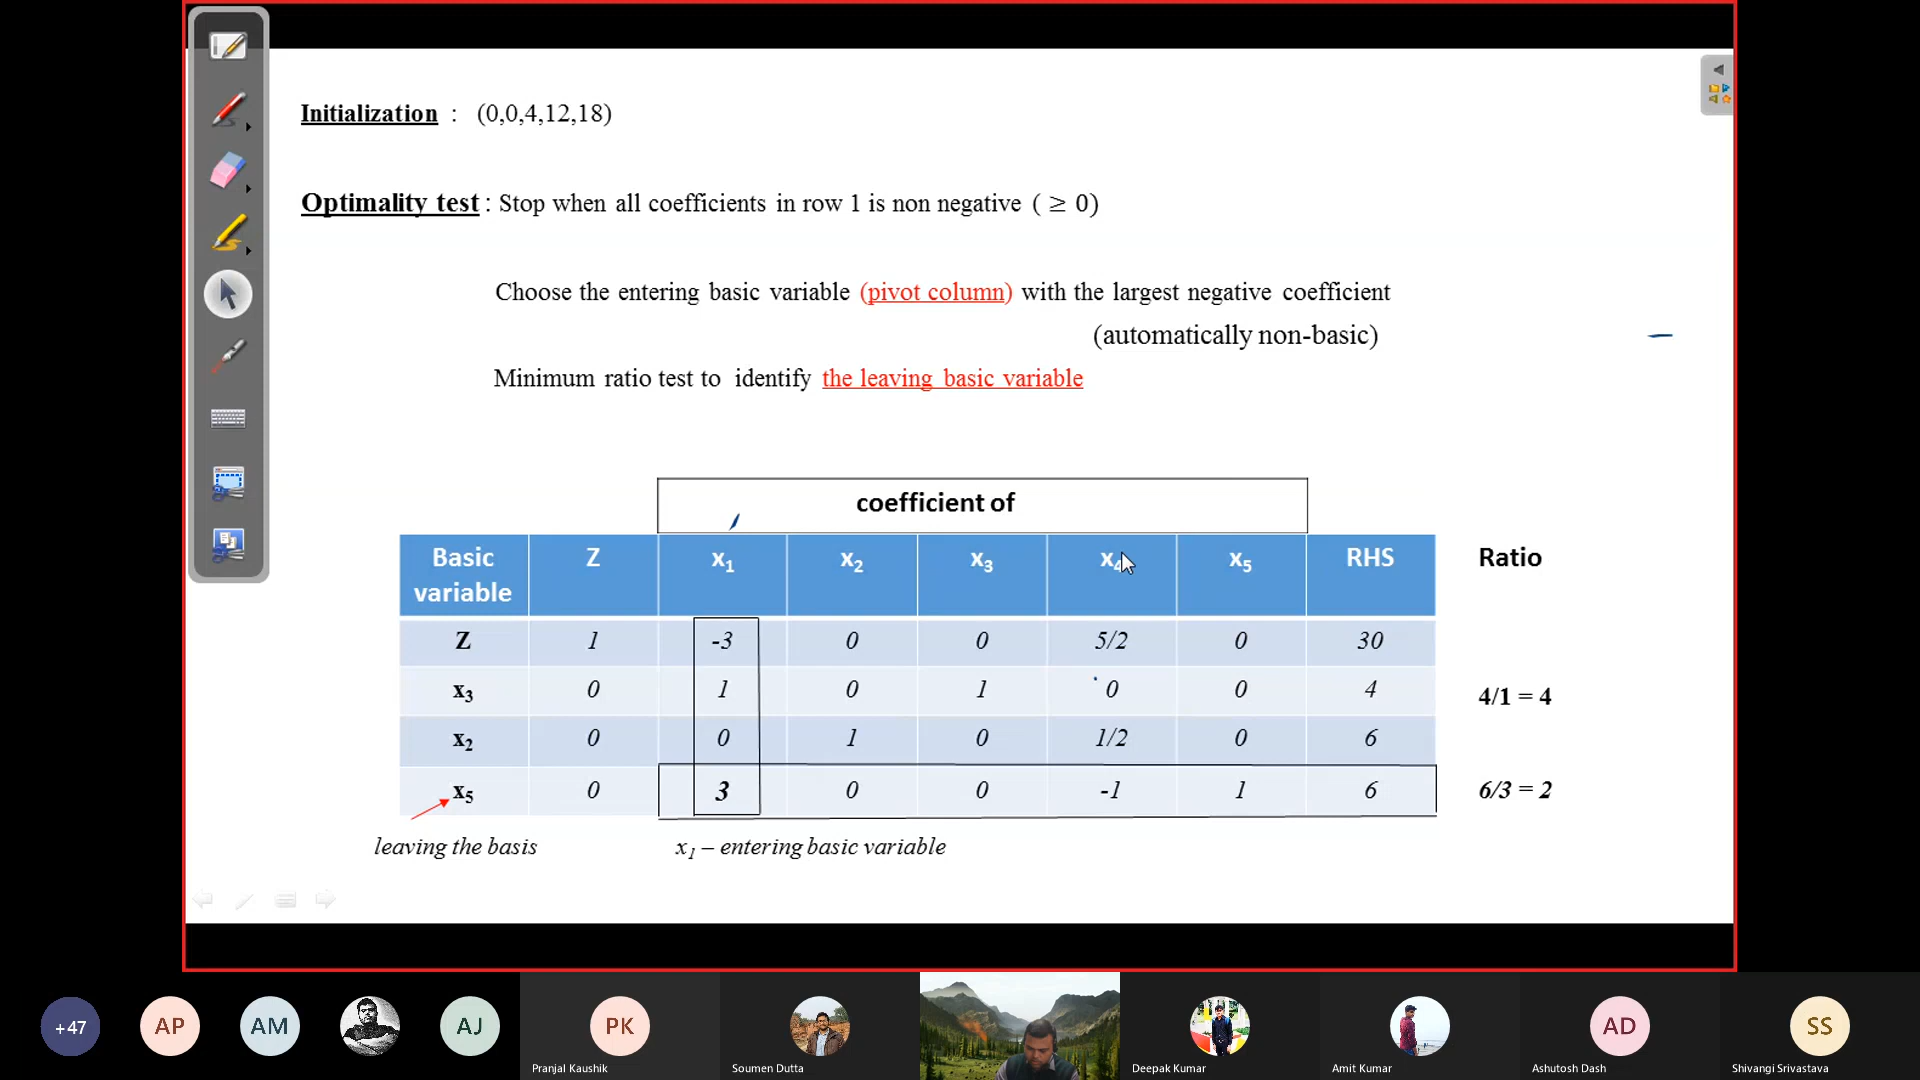 Initialization : (0,0,4,12,18)
Optimality test : Stop when all coefficients in row 1 is non negative ( ≥ 0)
Choose the entering basic variable (pivot column) with the largest negative coefficient
(automatically non-basic)
Minimum ratio test to identify the leaving basic variable
coefficient of
Basic variable Z x₁ x₂ x₃ x₄ x₅ RHS Ratio
Z 1 -3 0 0 5/2 0 30
x₃ 0 1 0 1 0 0 4 4/1 = 4
x₂ 0 0 1 0 1/2 0 6
x₅ 0 3 0 0 -1 1 6 6/3 = 2
leaving the basis x₁ – entering basic variable
+47 AP AM AJ PK AD SS
Pranjal Kaushik Soumen Dutta Deepak Kumar Amit Kumar Ashutosh Dash Shivangi Srivastava